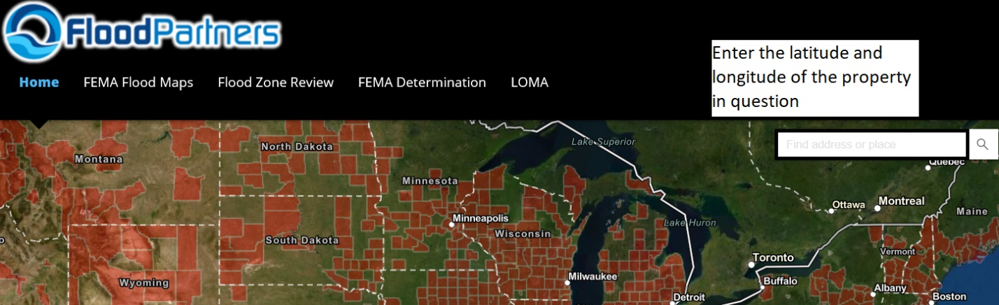 FloodPartners
Enter the latitude and
longitude of the property
in question
Home FEMA Flood Maps Flood Zone Review FEMA Determination LOMA
Find address or place
Lake Superior
North Dakota
Montana
Quebec
Minnesota
Ottawa
Montreal
Maine
Minneapolis
Lake Huron
Wisconsin
South Dakota
Vermont
Toronto
Milwaukee
Buffalo
Wyoming
Albany
Detroit
Boston